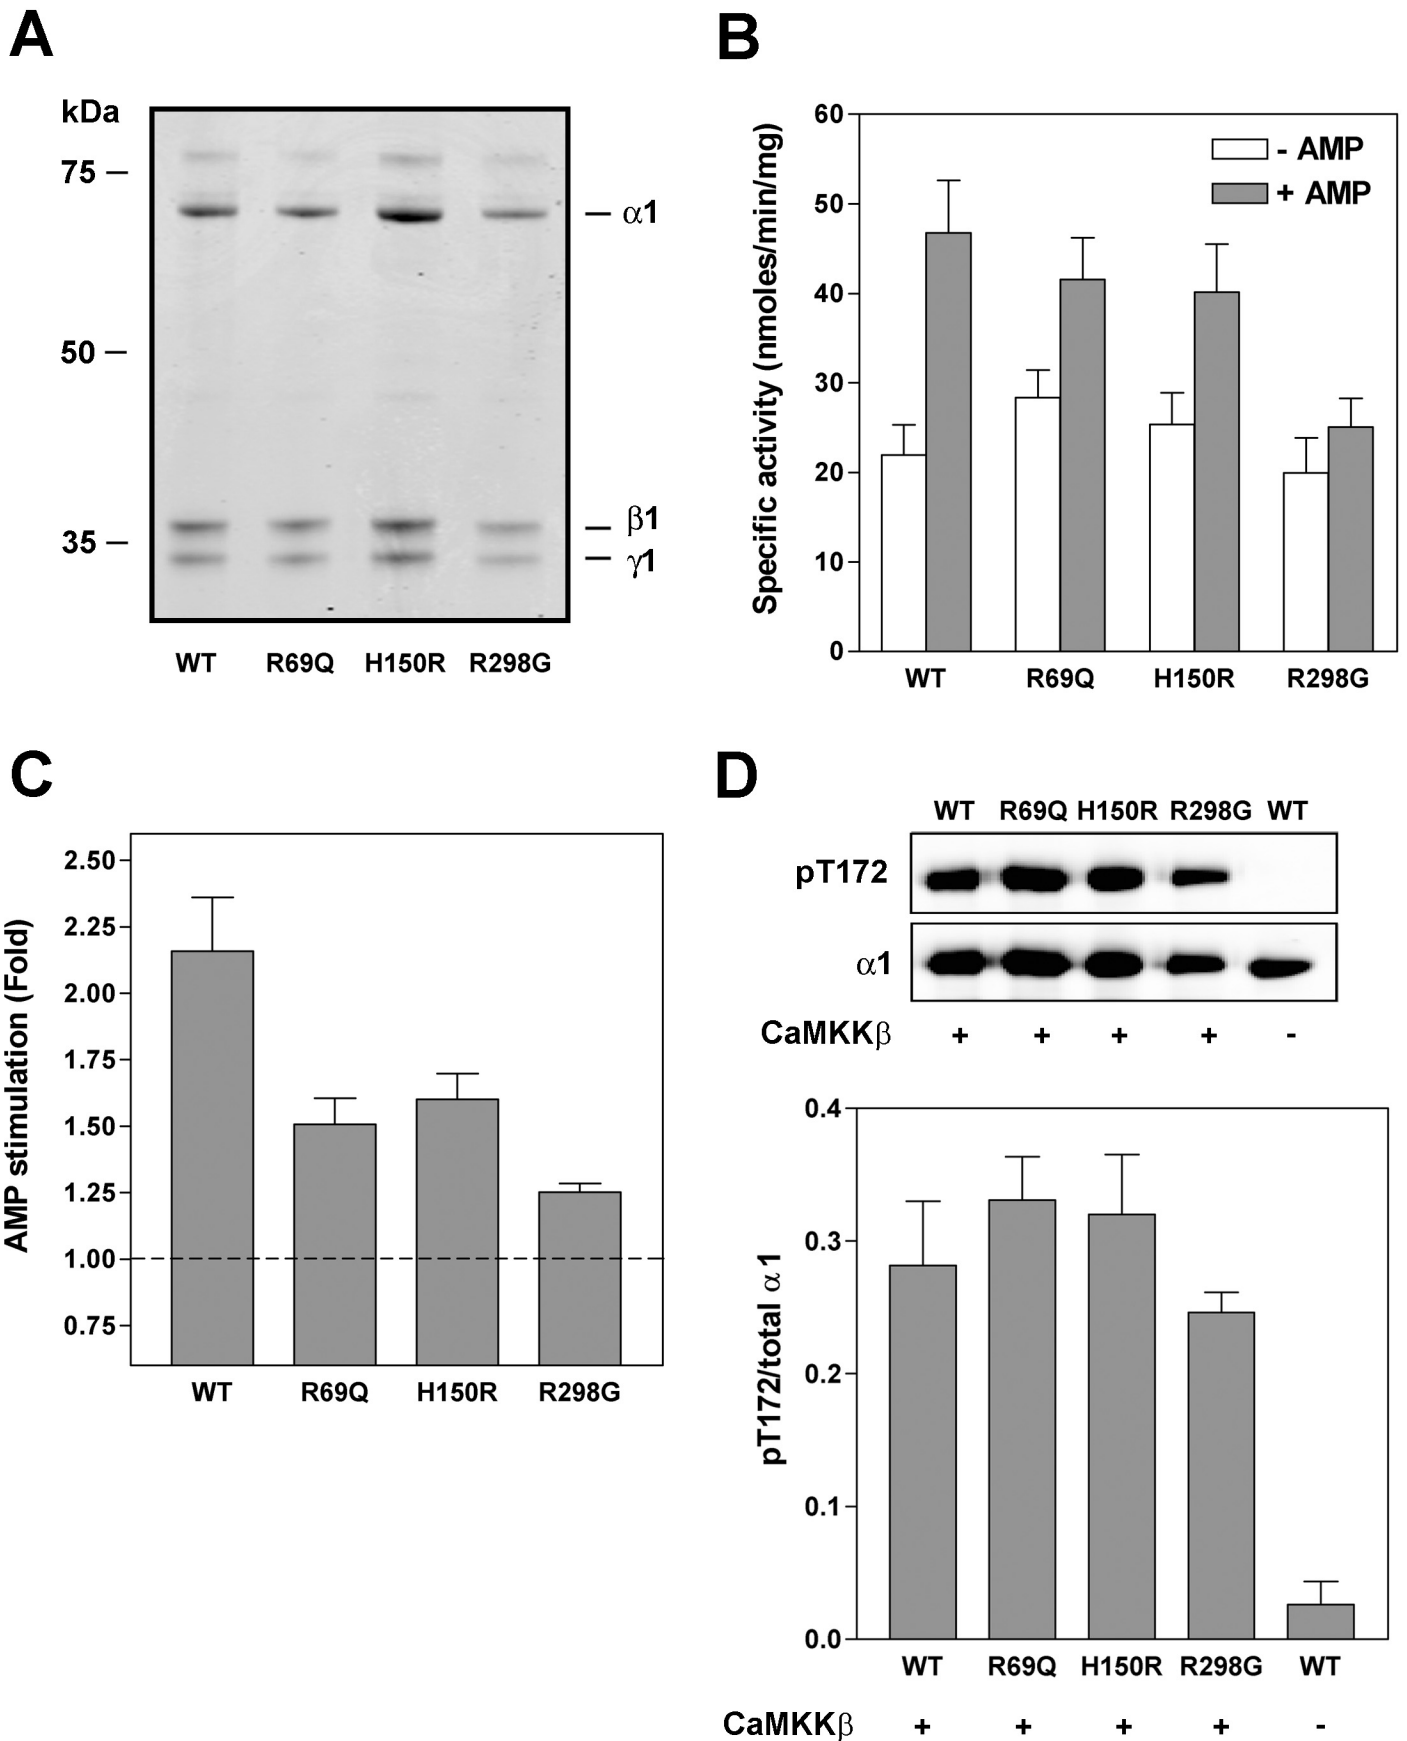 A
kDa
75
50
35
α1
β1
γ1
WT R69Q H150R R298G
B
Specific activity (nmoles/min/mg)
60
50
40
30
20
10
0
- AMP
+ AMP
WT R69Q H150R R298G
C
AMP stimulation (Fold)
2.50
2.25
2.00
1.75
1.50
1.25
1.00
0.75
WT R69Q H150R R298G
D
WT R69Q H150R R298G WT
pT172
α1
CaMKKβ + + + + -
pT172/total α1
0.4
0.3
0.2
0.1
0.0
WT R69Q H150R R298G WT
CaMKKβ + + + + -